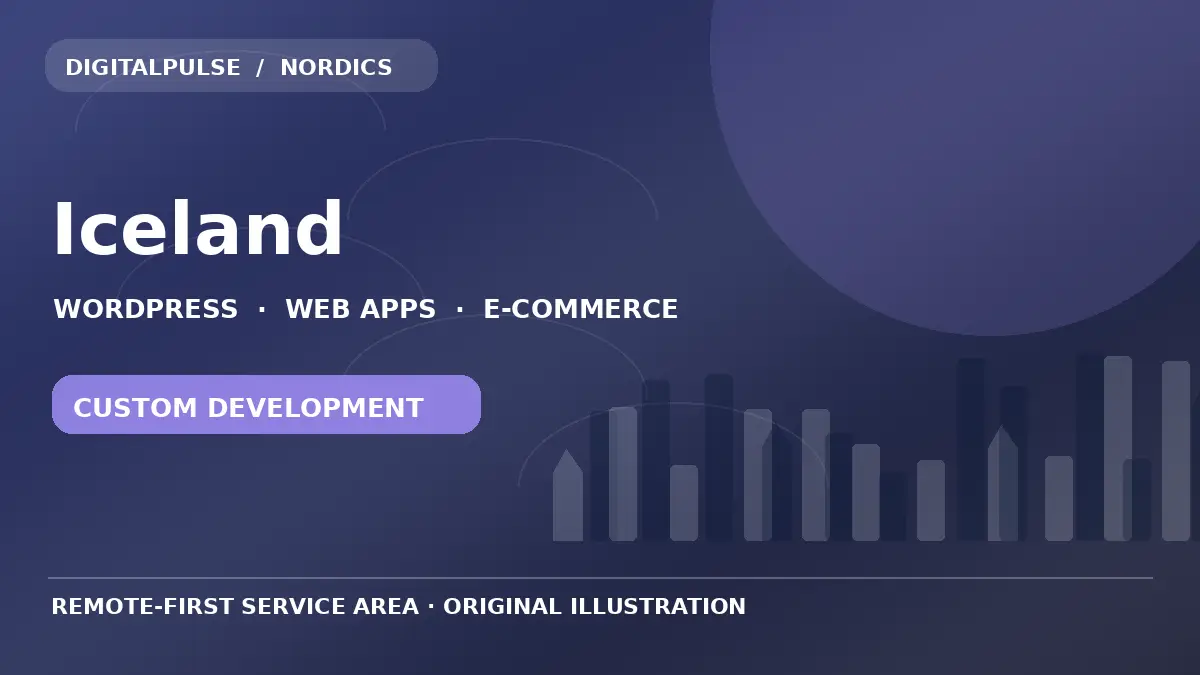 DIGITALPULSE / NORDICS
Iceland
WORDPRESS · WEB APPS · E-COMMERCE
CUSTOM DEVELOPMENT
REMOTE-FIRST SERVICE AREA · ORIGINAL ILLUSTRATION